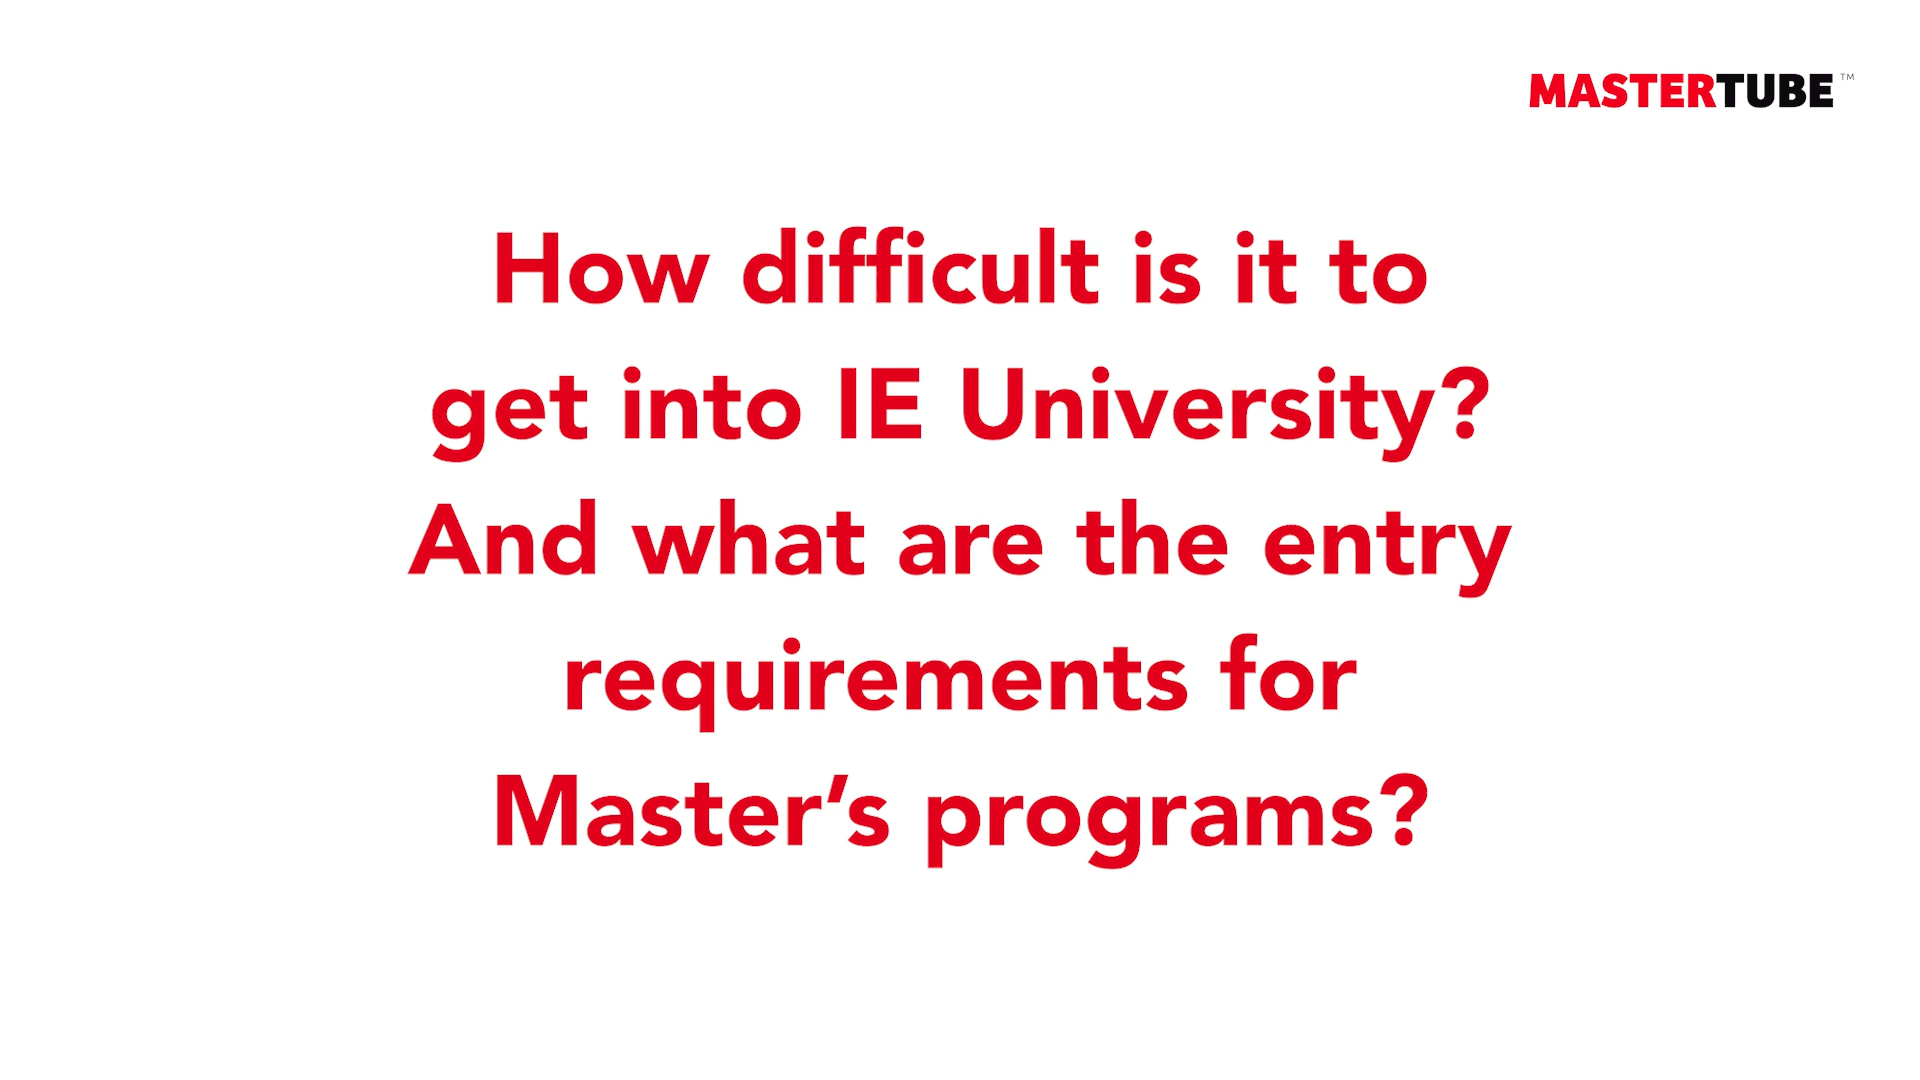 MASTERTUBE™
How difficult is it to
get into IE University?
And what are the entry
requirements for
Master’s programs?